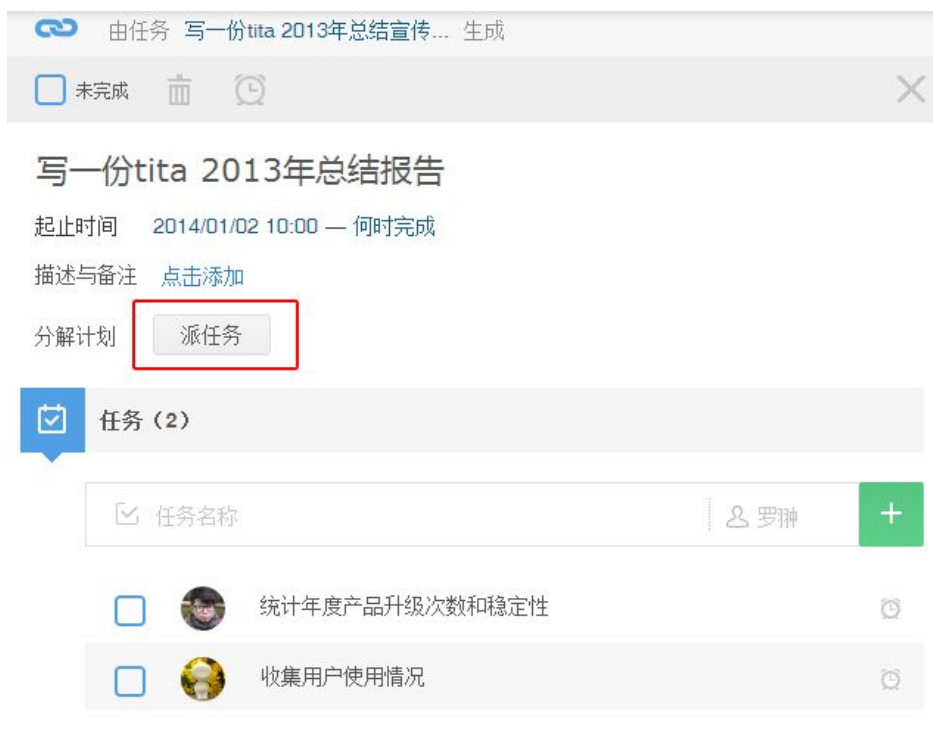 由任务 写一份tita 2013年总结宣传... 生成
未完成
写一份tita 2013年总结报告
起止时间 2014/01/02 10:00 — 何时完成
描述与备注 点击添加
分解计划 派任务
任务（2）
任务名称 罗翀
统计年度产品升级次数和稳定性
收集用户使用情况